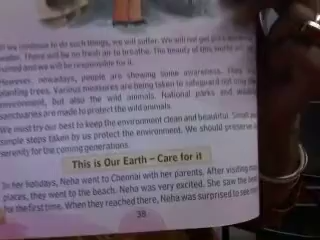 If we continue to do such things, we will suffer. We will not get pure
water. There will be no fresh air to breathe. The beauty of this world will be
ruined and we will be responsible for it.
However, nowadays, people are showing some awareness. They are
planting trees. Various measures are being taken to safeguard not only the
environment, but also the wild animals. National parks and
sanctuaries are made to protect the wild animals.
We must try our best to keep the environment clean and beautiful. Small
simple steps taken by us protect the environment. We should preserve
serenity for the coming generations.
This is Our Earth – Care for it
In her holidays, Neha went to Chennai with her parents. After visiting
places, they went to the beach. Neha was very excited. She saw the
for the first time. When they reached there, Neha was surprised to see
38